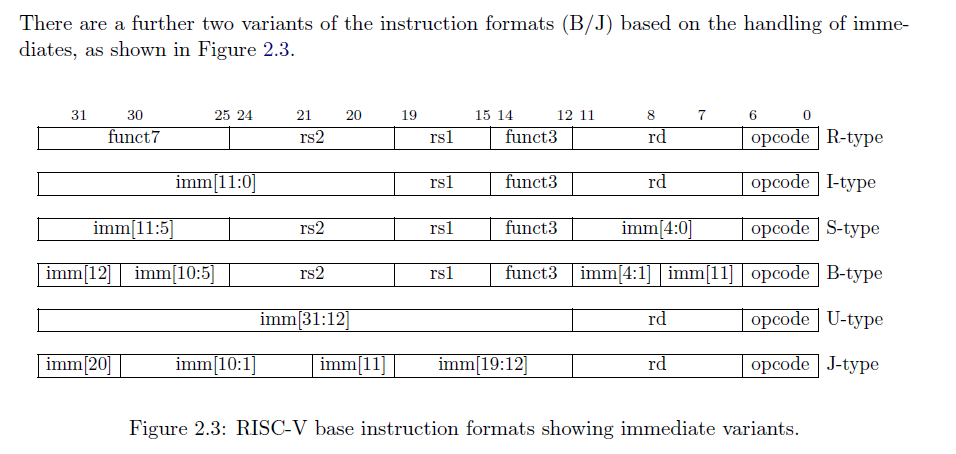 There are a further two variants of the instruction formats (B/J) based on the handling of imme-
diates, as shown in Figure 2.3.
31 30 25 24 21 20 19 15 14 12 11 8 7 6 0
funct7 rs2 rs1 funct3 rd opcode R-type
imm[11:0] rs1 funct3 rd opcode I-type
imm[11:5] rs2 rs1 funct3 imm[4:0] opcode S-type
imm[12] imm[10:5] rs2 rs1 funct3 imm[4:1] imm[11] opcode B-type
imm[31:12] rd opcode U-type
imm[20] imm[10:1] imm[11] imm[19:12] rd opcode J-type
Figure 2.3: RISC-V base instruction formats showing immediate variants.